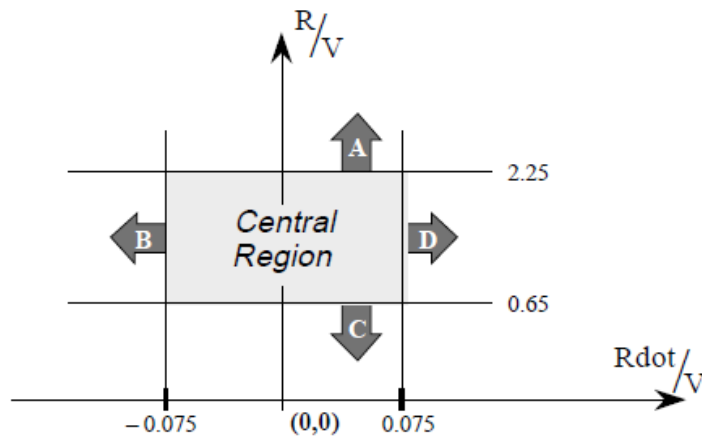 R/V
A
2.25
Central
Region
B
D
0.65
C
Rdot/V
–0.075
(0,0)
0.075